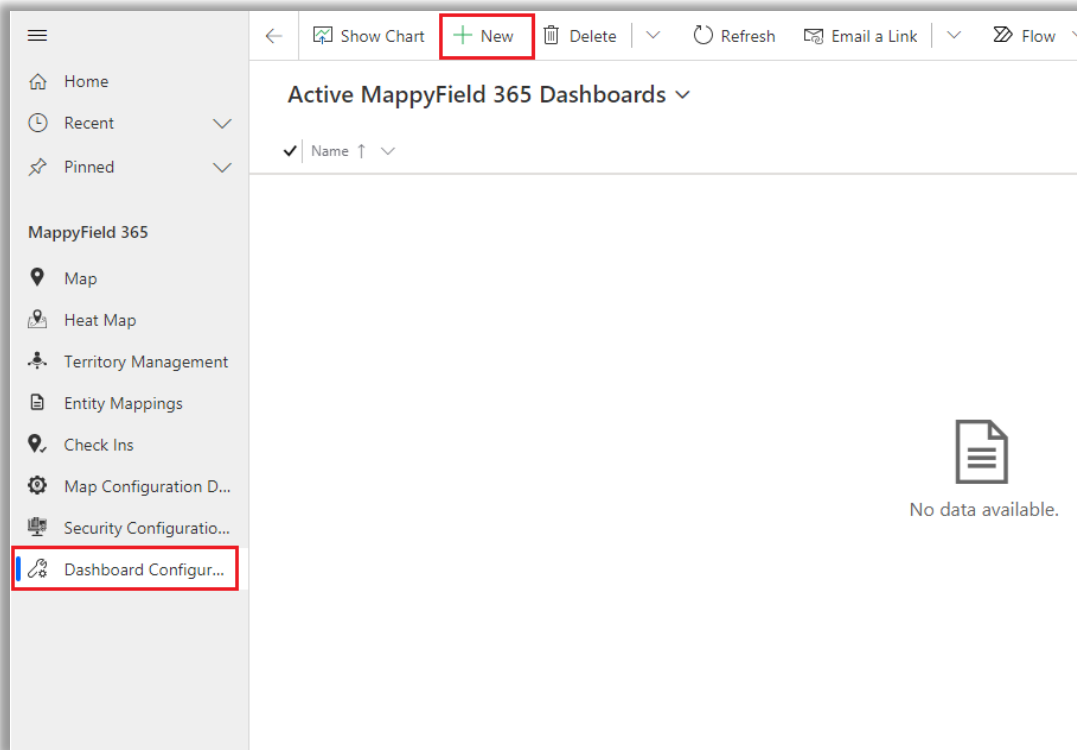 Show Chart New Delete Refresh Email a Link Flow
Home
Recent
Pinned
MappyField 365
Map
Heat Map
Territory Management
Entity Mappings
Check Ins
Map Configuration D...
Security Configuratio...
Dashboard Configur...
Active MappyField 365 Dashboards
Name
No data available.